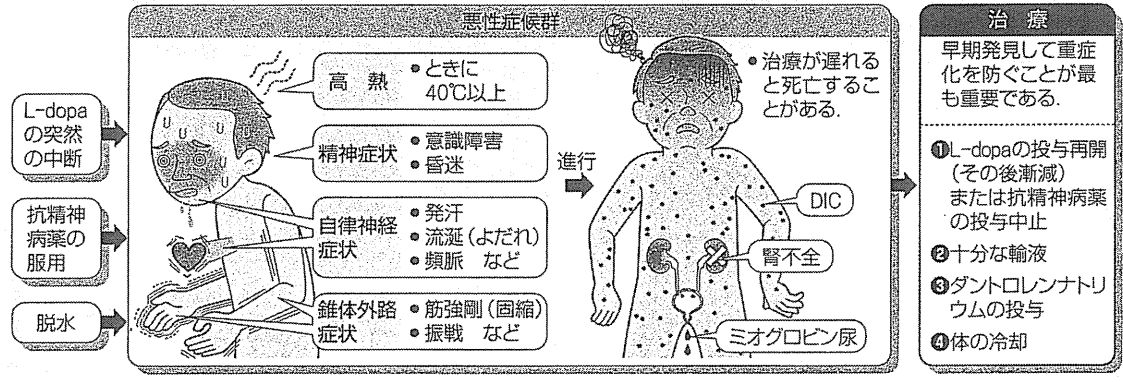 悪性症候群
L-dopa
の突然
の中断
抗精神
病薬の
服用
脱水
高 熱
● ときに
40℃以上
精神症状
● 意識障害
● 昏迷
自律神経
症状
● 発汗
● 流涎(よだれ)
● 頻脈 など
錐体外路
症状
● 筋強剛(固縮)
● 振戦 など
進行
● 治療が遅れる
と死亡するこ
とがある.
DIC
腎不全
ミオグロビン尿
治 療
早期発見して重症
化を防ぐことが最
も重要である.
❶L-dopaの投与再開
(その後漸減)
または抗精神病薬
の投与中止
❷十分な輸液
❸ダントロレンナトリ
ウムの投与
❹体の冷却